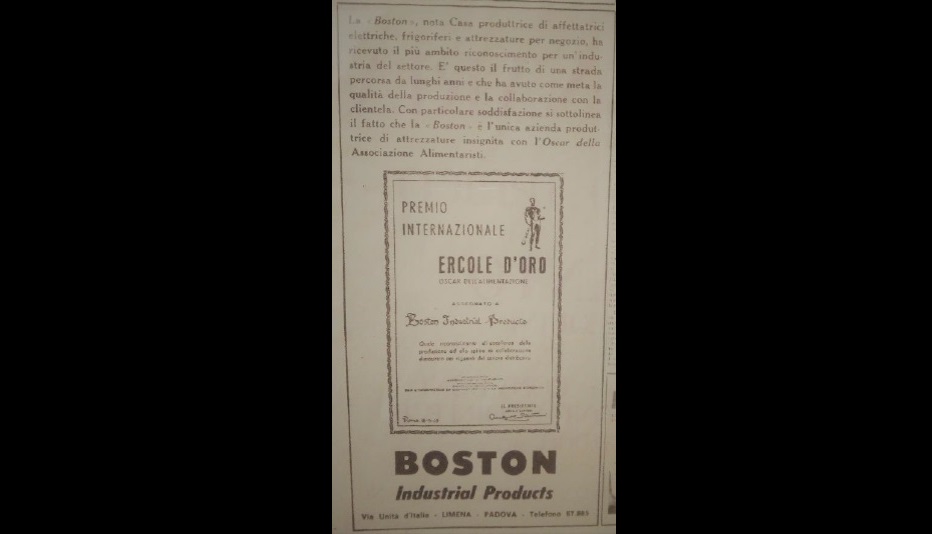 La « Boston », nota Casa produttrice di affettatrici
elettriche, frigoriferi e attrezzature per negozio, ha
ricevuto il più ambito riconoscimento per un'indu-
stria del settore. E' questo il frutto di una strada
percorsa da lunghi anni e che ha avuto come meta la
qualità della produzione e la collaborazione con la
clientela. Con particolare soddisfazione si sottolinea
il fatto che la « Boston » è l'unica azienda produt-
trice di attrezzature insignita con l'Oscar della
Associazione Alimentaristi.
PREMIO
INTERNAZIONALE
ERCOLE D'ORO
OSCAR DELL'ALIMENTAZIONE
ASSEGNATO A
Boston Industrial Products
BOSTON
Industrial Products
Via Unità d'Italia - LIMENA - PADOVA - Telefono